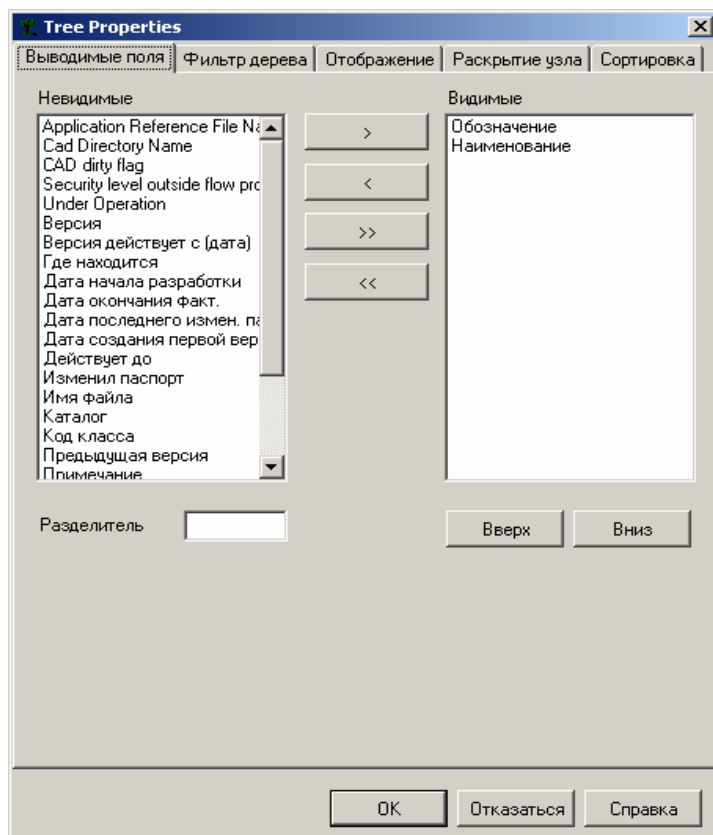 Tree Properties
Выводимые поля
Фильтр дерева
Отображение
Раскрытие узла
Сортировка
Невидимые
Видимые
Application Reference File Na
Cad Directory Name
CAD dirty flag
Security level outside flow prc
Under Operation
Версия
Версия действует с (дата)
Где находится
Дата начала разработки
Дата окончания факт.
Дата последнего измен. па
Дата создания первой вер
Действует до
Изменил паспорт
Имя файла
Каталог
Код класса
Предыдущая версия
Примечание
>
<
>>
<<
Обозначение
Наименование
Разделитель
Вверх
Вниз
OK
Отказаться
Справка